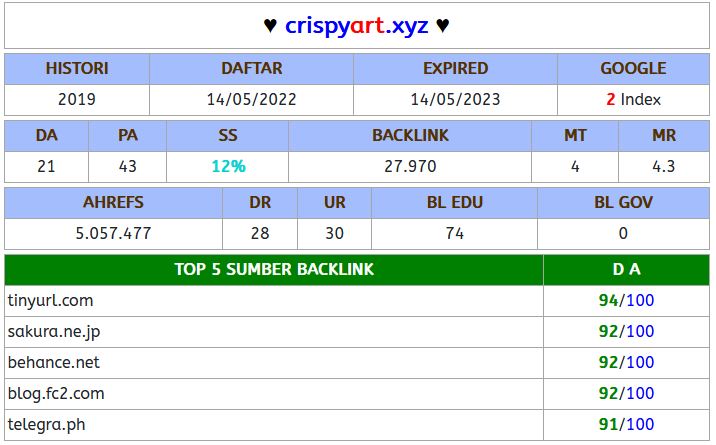 ♥ crispyart.xyz ♥
HISTORI DAFTAR EXPIRED GOOGLE
2019 14/05/2022 14/05/2023 2 Index
DA PA SS BACKLINK MT MR
21 43 12% 27.970 4 4.3
AHREFS DR UR BL EDU BL GOV
5.057.477 28 30 74 0
TOP 5 SUMBER BACKLINK D A
tinyurl.com 94/100
sakura.ne.jp 92/100
behance.net 92/100
blog.fc2.com 92/100
telegra.ph 91/100